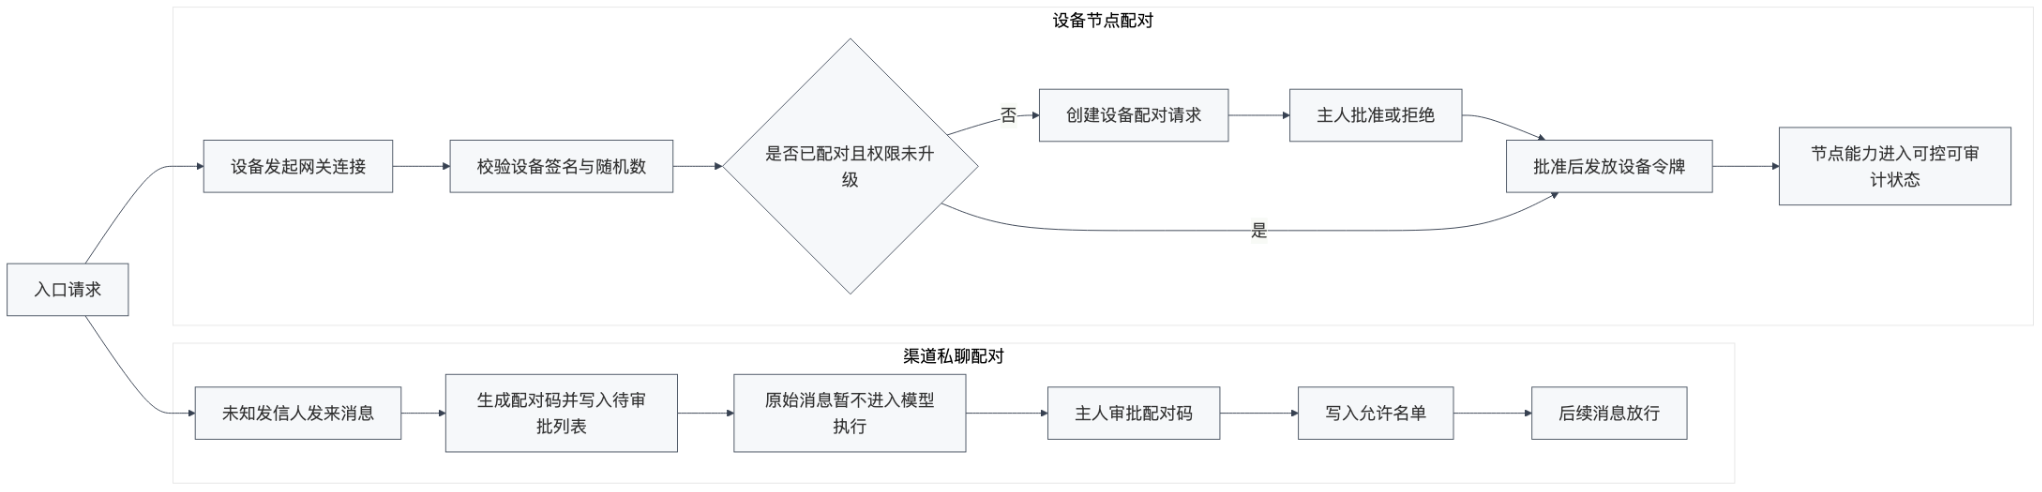 设备节点配对
入口请求
设备发起网关连接
校验设备签名与随机数
是否已配对且权限未升
级
否
创建设备配对请求
主人批准或拒绝
是
批准后发放设备令牌
节点能力进入可控可审
计状态
渠道私聊配对
未知发信人发来消息
生成配对码并写入待审
批列表
原始消息暂不进入模型
执行
主人审批配对码
写入允许名单
后续消息放行